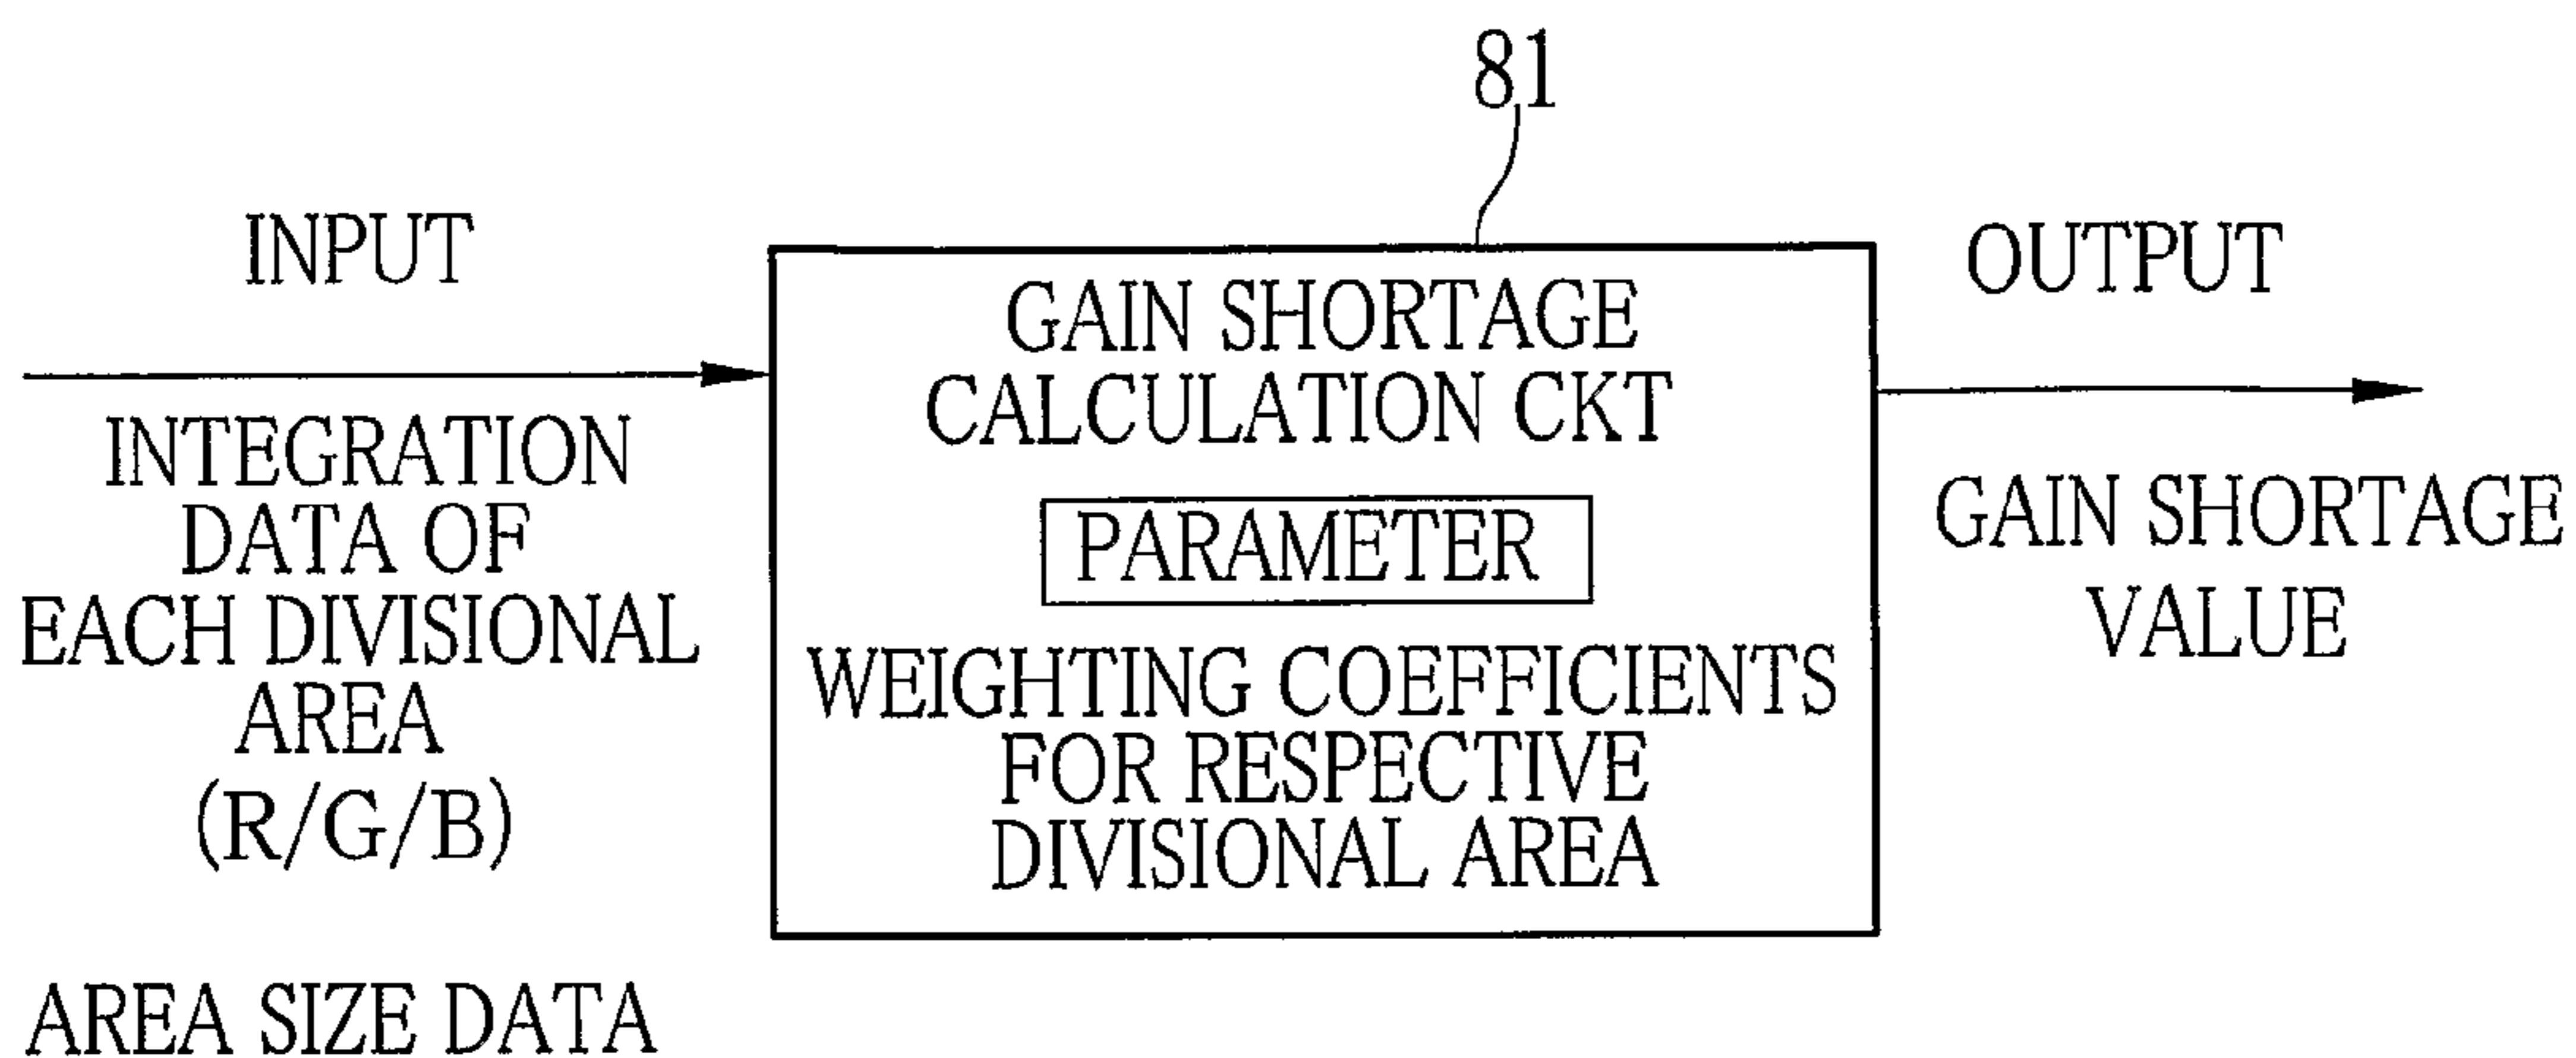 81
INPUT
INTEGRATION
DATA OF
EACH DIVISIONAL
AREA
(R/G/B)
AREA SIZE DATA
GAIN SHORTAGE
CALCULATION CKT
PARAMETER
WEIGHTING COEFFICIENTS
FOR RESPECTIVE
DIVISIONAL AREA
OUTPUT
GAIN SHORTAGE
VALUE